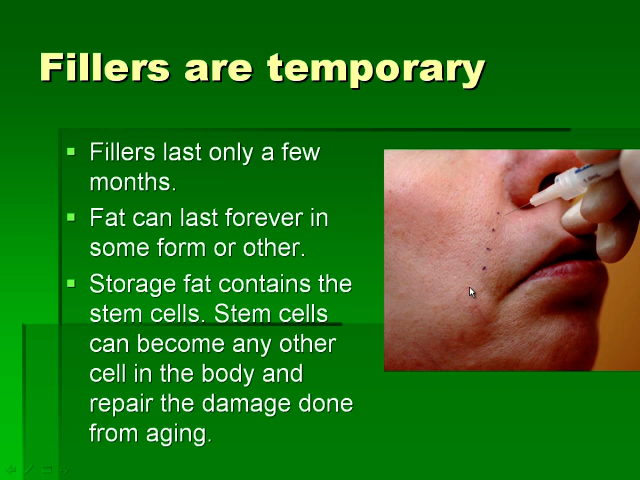 Fillers are temporary
Fillers last only a few
months.
Fat can last forever in
some form or other.
Storage fat contains the
stem cells. Stem cells
can become any other
cell in the body and
repair the damage done
from aging.